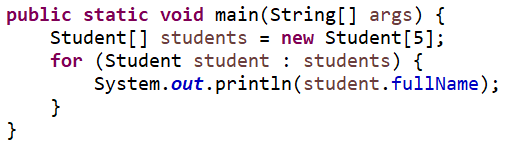 public static void main(String[] args) {
    Student[] students = new Student[5];
    for (Student student : students) {
        System.out.println(student.fullName);
    }
}